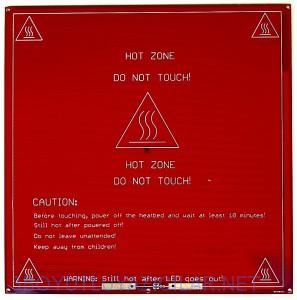 HOT ZONE
DO NOT TOUCH!
HOT ZONE
DO NOT TOUCH!
CAUTION:
Before touching, power off the heatbed and wait at least 10 minutes!
Still hot after powered off!
Do not leave unattended!
Keep away from children!
WARNING: Still hot after LED goes out!